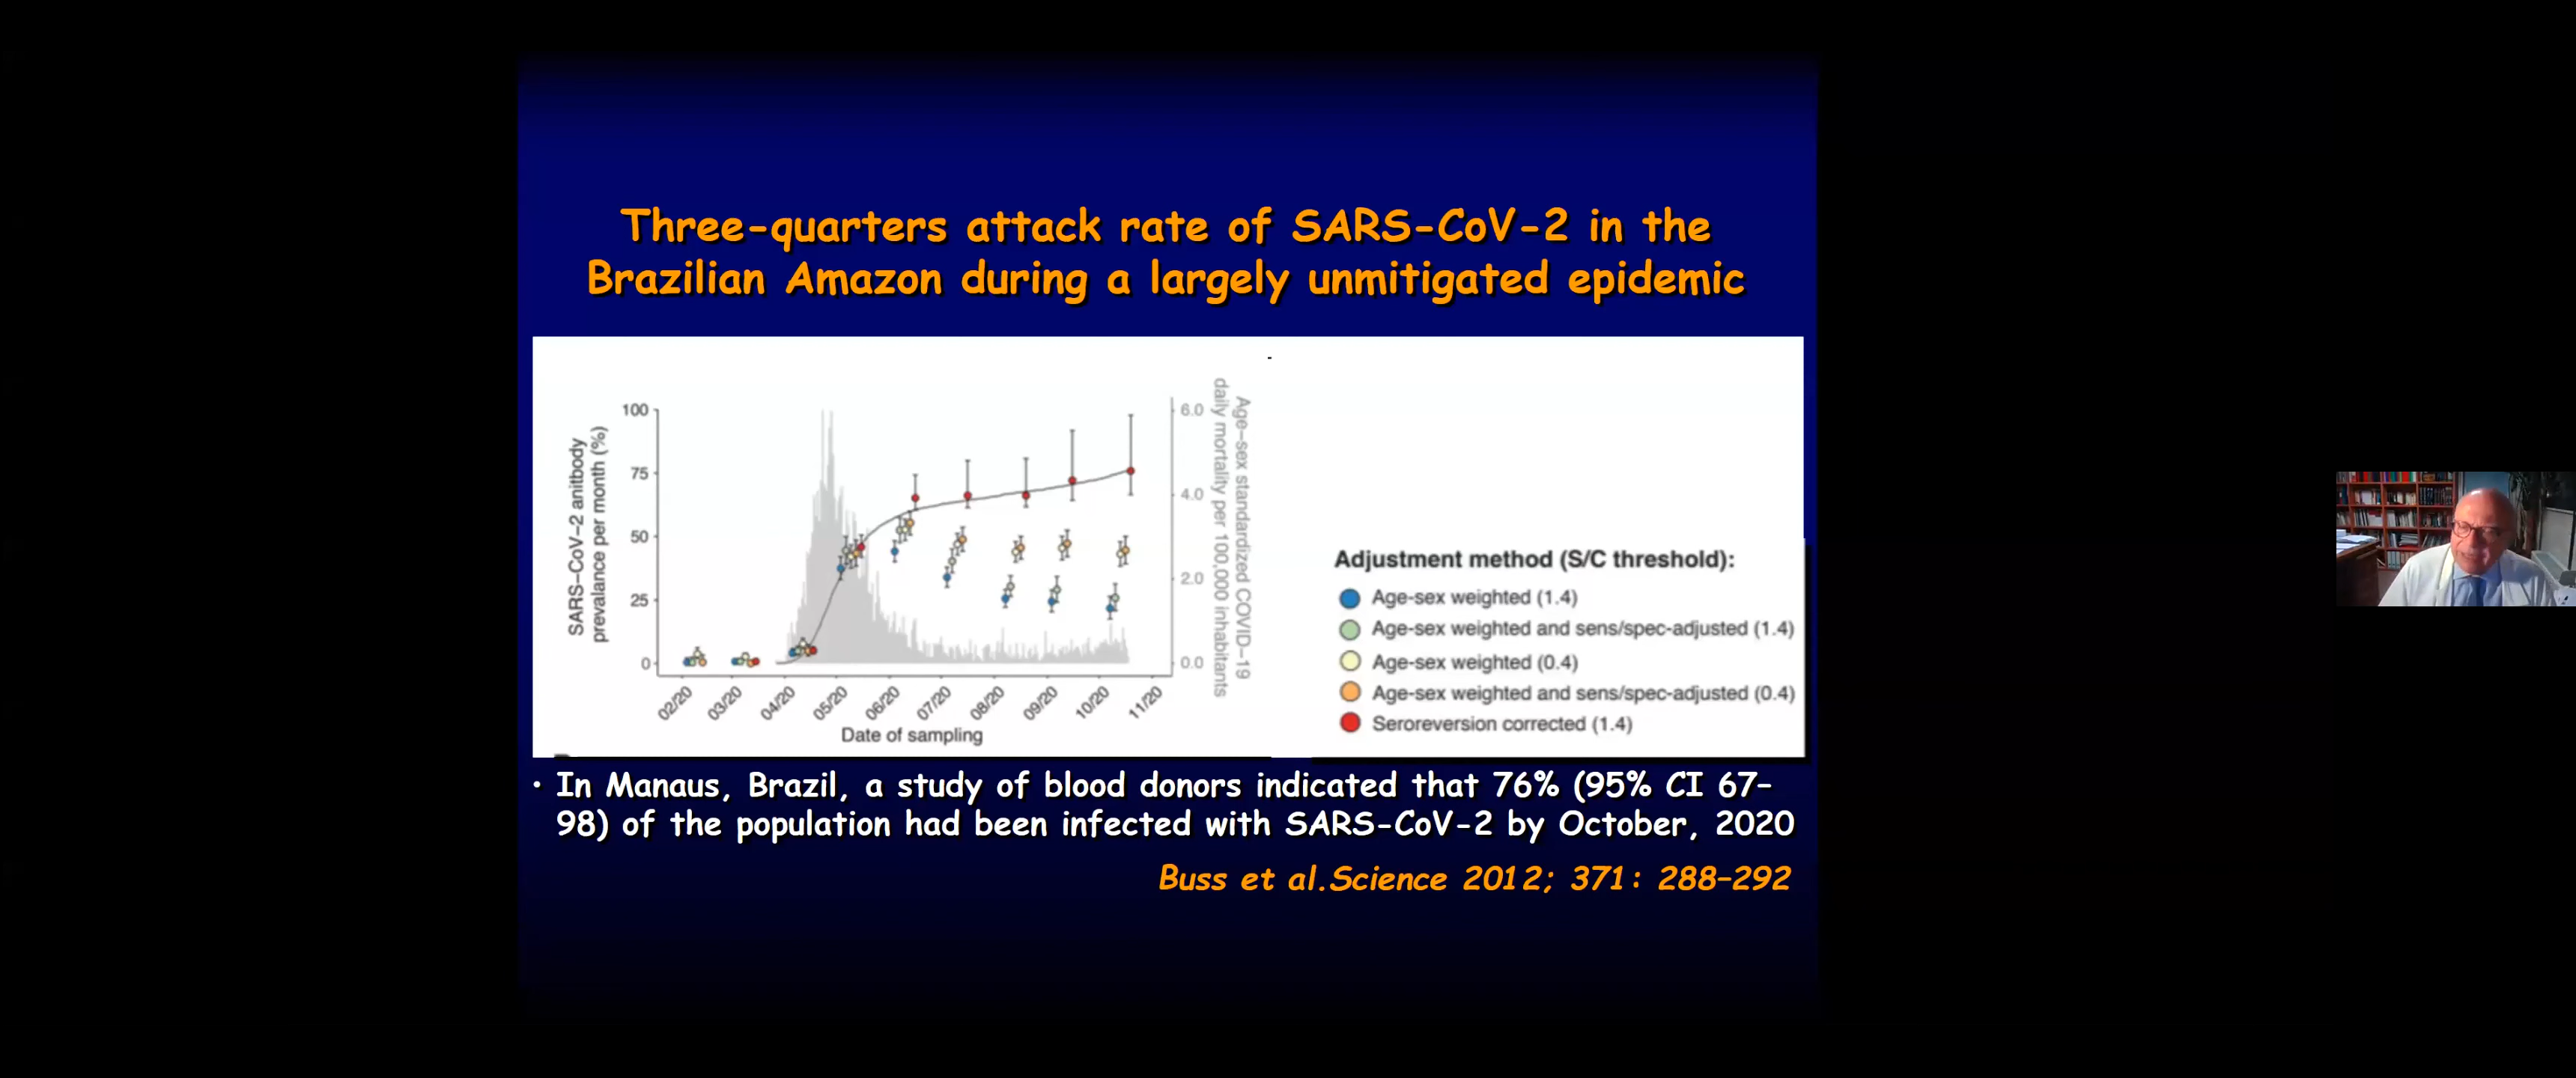 Three-quarters attack rate of SARS-CoV-2 in the
Brazilian Amazon during a largely unmitigated epidemic
SARS-CoV-2 anitbody
prevalance per month (%)
100
75
50
25
0
6.0
4.0
2.0
0.0
Age-sex standardized COVID-19
daily mortality per 100,000 inhabitants
02/20
03/20
04/20
05/20
06/20
07/20
08/20
09/20
10/20
11/20
Date of sampling
Adjustment method (S/C threshold):
Age-sex weighted (1.4)
Age-sex weighted and sens/spec-adjusted (1.4)
Age-sex weighted (0.4)
Age-sex weighted and sens/spec-adjusted (0.4)
Seroreversion corrected (1.4)
• In Manaus, Brazil, a study of blood donors indicated that 76% (95% CI 67-
98) of the population had been infected with SARS-CoV-2 by October, 2020
Buss et al.Science 2012; 371: 288-292